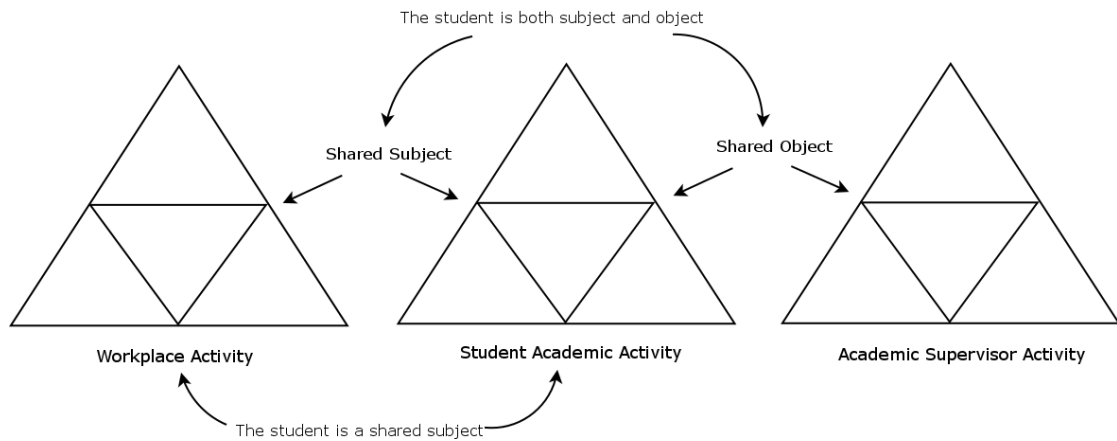 The student is both subject and object
Shared Subject
Shared Object
Workplace Activity
Student Academic Activity
Academic Supervisor Activity
The student is a shared subject